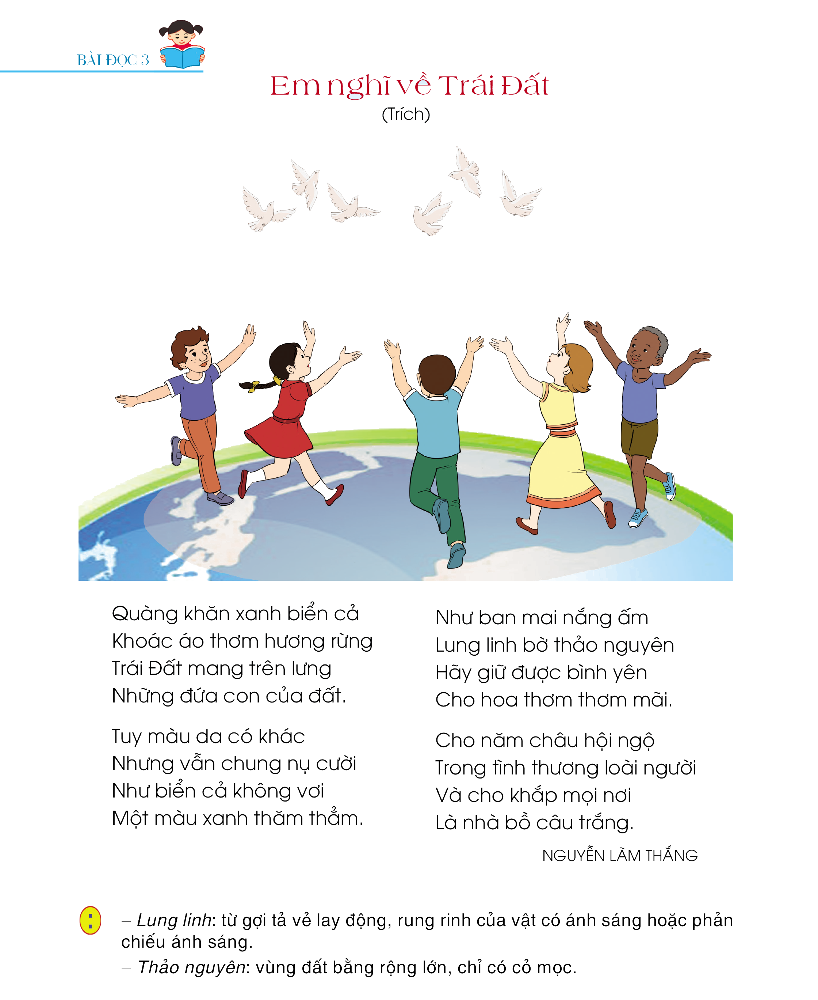 BÀI ĐỌC 3
Em nghĩ về Trái Đất
(Trích)
Quàng khăn xanh biển cả
Khoác áo thơm hương rừng
Trái Đất mang trên lưng
Những đứa con của đất.
Tuy màu da có khác
Nhưng vẫn chung nụ cười
Như biển cả không vơi
Một màu xanh thăm thẳm.
Như ban mai nắng ấm
Lung linh bờ thảo nguyên
Hãy giữ được bình yên
Cho hoa thơm thơm mãi.
Cho năm châu hội ngộ
Trong tình thương loài người
Và cho khắp mọi nơi
Là nhà bồ câu trắng.
NGUYỄN LÃM THẮNG
– Lung linh: từ gợi tả vẻ lay động, rung rinh của vật có ánh sáng hoặc phản
chiếu ánh sáng.
– Thảo nguyên: vùng đất bằng rộng lớn, chỉ có cỏ mọc.